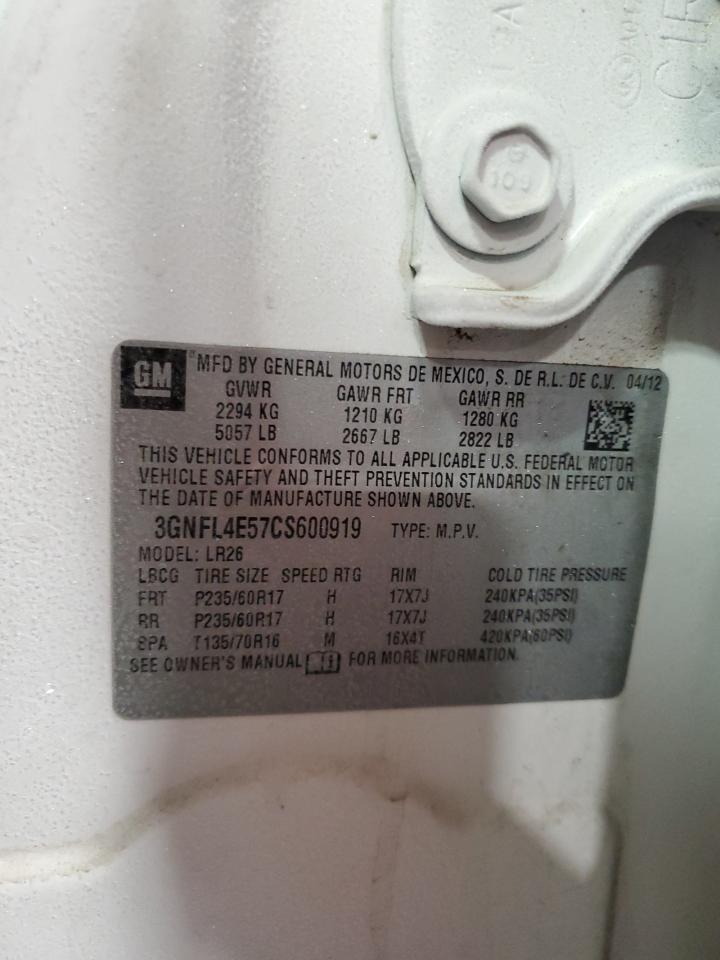 109
GM
MFD BY GENERAL MOTORS DE MEXICO, S. DE R.L. DE C.V. 04/12
GVWR GAWR FRT GAWR RR
2294 KG 1210 KG 1280 KG
5057 LB 2667 LB 2822 LB
THIS VEHICLE CONFORMS TO ALL APPLICABLE U.S. FEDERAL MOTOR
VEHICLE SAFETY AND THEFT PREVENTION STANDARDS IN EFFECT ON
THE DATE OF MANUFACTURE SHOWN ABOVE.
3GNFL4E57CS600919 TYPE: M.P.V.
MODEL: LR26
LBCG TIRE SIZE SPEED RTG RIM COLD TIRE PRESSURE
FRT P235/60R17 H 17X7J 240KPA(35PSI)
RR P235/60R17 H 17X7J 240KPA(35PSI)
SPA T135/70R16 M 16X4T 420KPA(60PSI)
SEE OWNER'S MANUAL FOR MORE INFORMATION.